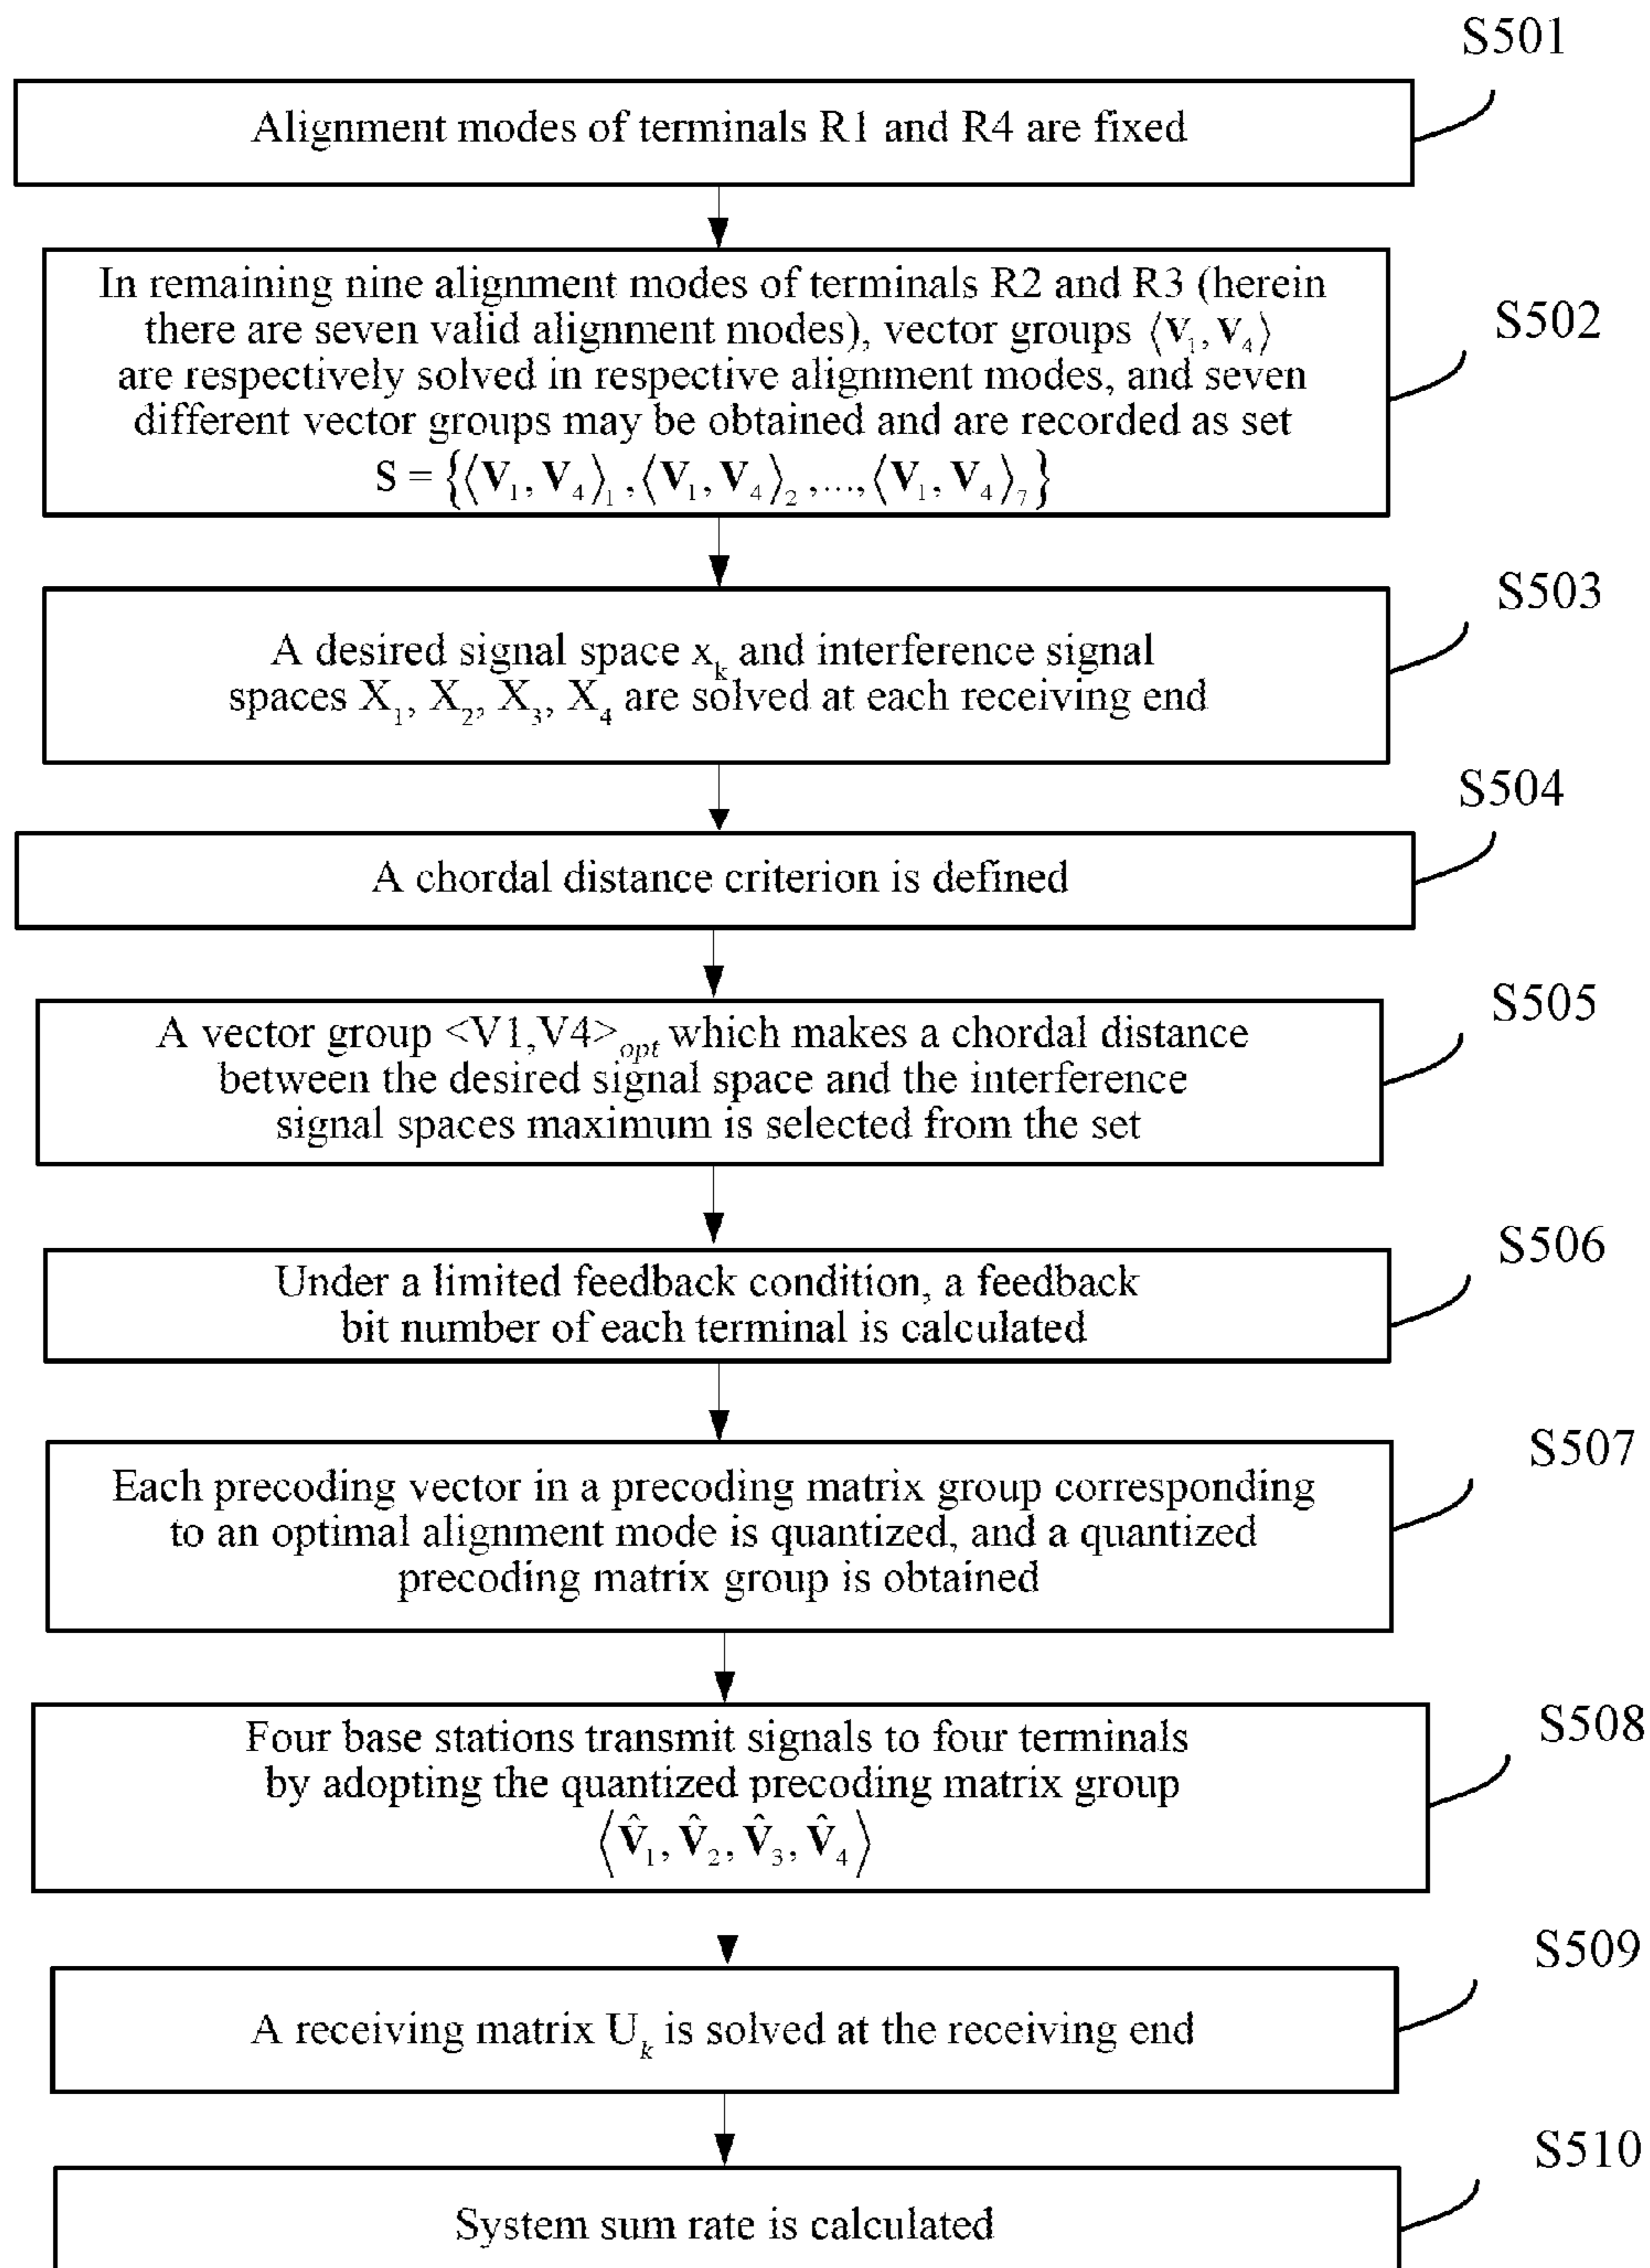 S501
Alignment modes of terminals R1 and R4 are fixed
S502
In remaining nine alignment modes of terminals R2 and R3 (herein
there are seven valid alignment modes), vector groups ⟨V₁, V₄⟩
are respectively solved in respective alignment modes, and seven
different vector groups may be obtained and are recorded as set
S = {⟨V₁, V₄⟩₁, ⟨V₁, V₄⟩₂, ..., ⟨V₁, V₄⟩₇}
S503
A desired signal space xₖ and interference signal
spaces X₁, X₂, X₃, X₄ are solved at each receiving end
S504
A chordal distance criterion is defined
S505
A vector group <V1,V4>opt which makes a chordal distance
between the desired signal space and the interference
signal spaces maximum is selected from the set
S506
Under a limited feedback condition, a feedback
bit number of each terminal is calculated
S507
Each precoding vector in a precoding matrix group corresponding
to an optimal alignment mode is quantized, and a quantized
precoding matrix group is obtained
S508
Four base stations transmit signals to four terminals
by adopting the quantized precoding matrix group
⟨V̂₁, V̂₂, V̂₃, V̂₄⟩
S509
A receiving matrix Uₖ is solved at the receiving end
S510
System sum rate is calculated